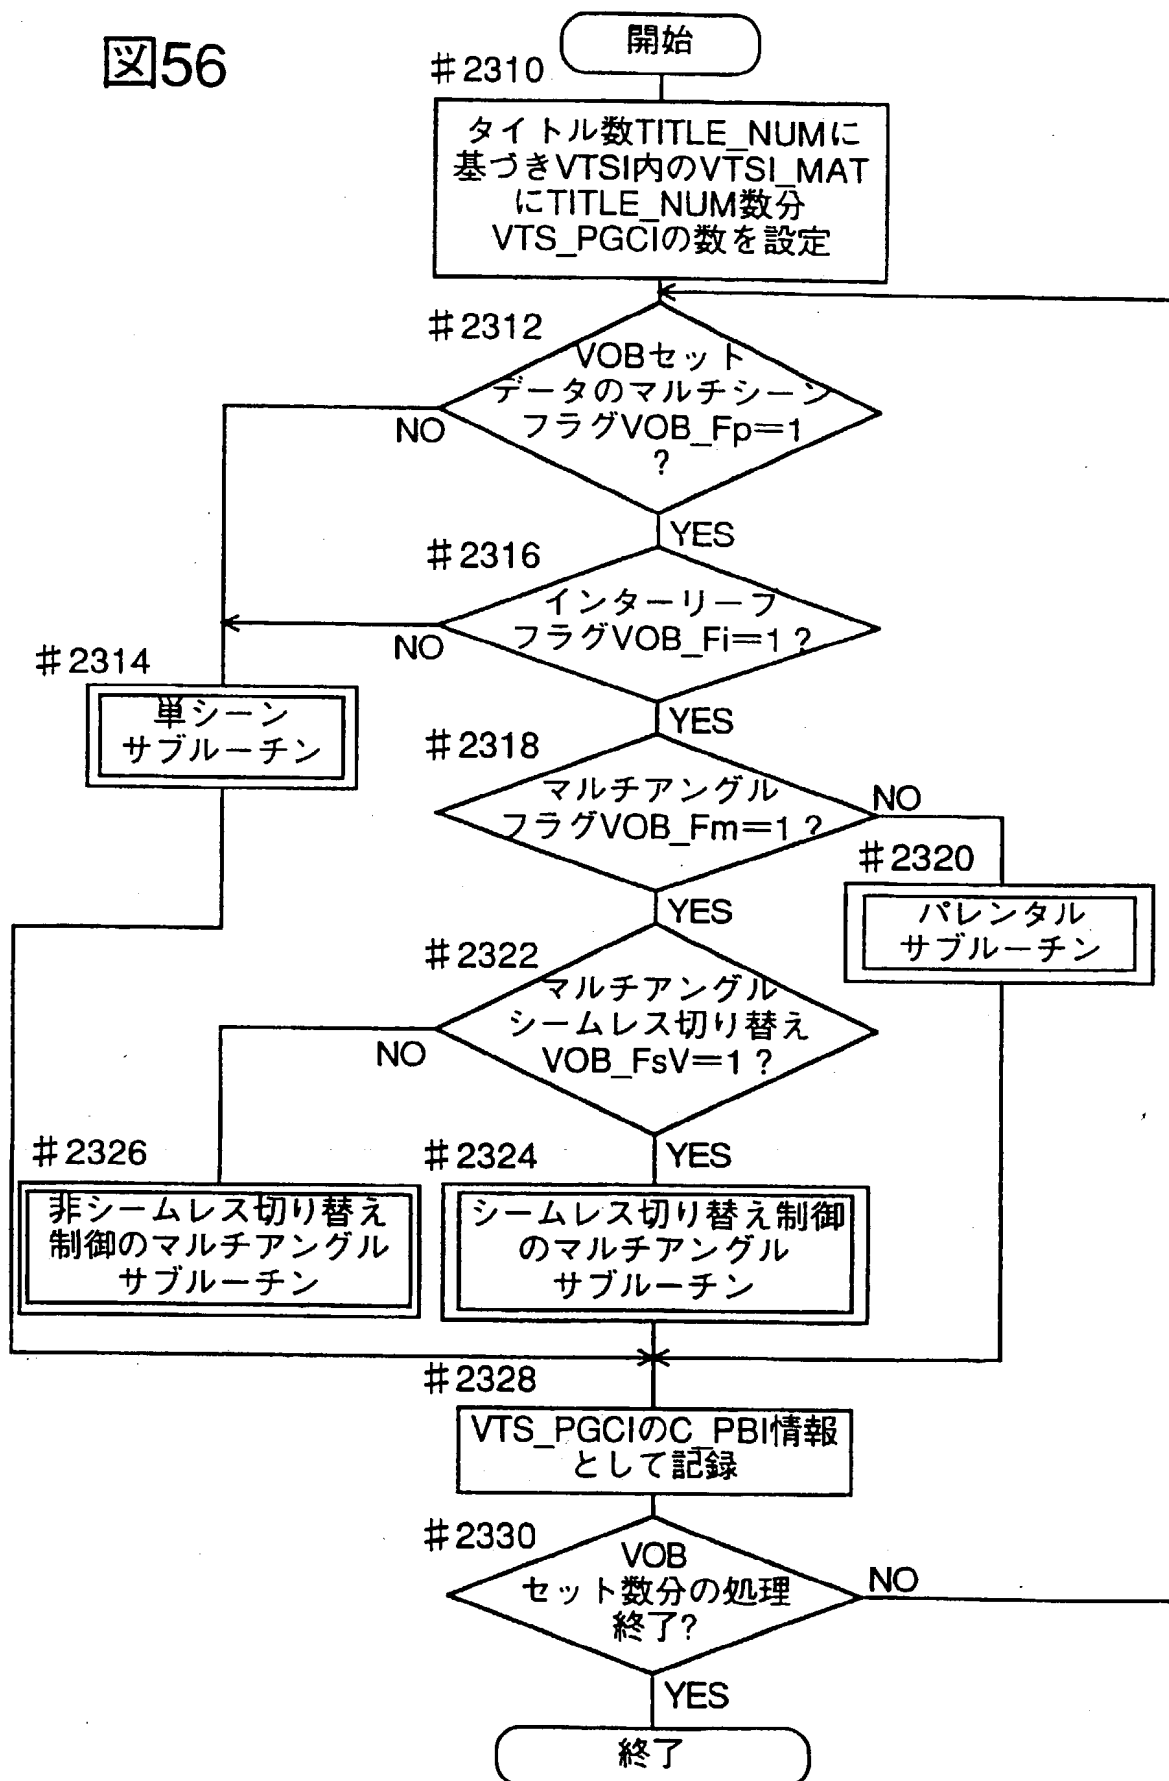 図56
開始
#2310
タイトル数TITLE_NUMに
基づきVTSI内のVTSI_MAT
にTITLE_NUM数分
VTS_PGCIの数を設定
#2312
VOBセット
データのマルチシーン
フラグVOB_Fp=1
?
NO
YES
#2316
インターリーフ
フラグVOB_Fi=1?
NO
YES
#2314
単シーン
サブルーチン
#2318
マルチアングル
フラグVOB_Fm=1?
NO
YES
#2320
パレンタル
サブルーチン
#2322
マルチアングル
シームレス切り替え
VOB_FsV=1?
NO
YES
#2326
非シームレス切り替え
制御のマルチアングル
サブルーチン
#2324
シームレス切り替え制御
のマルチアングル
サブルーチン
#2328
VTS_PGCIのC_PBI情報
として記録
#2330
VOB
セット数分の処理
終了?
NO
YES
終了